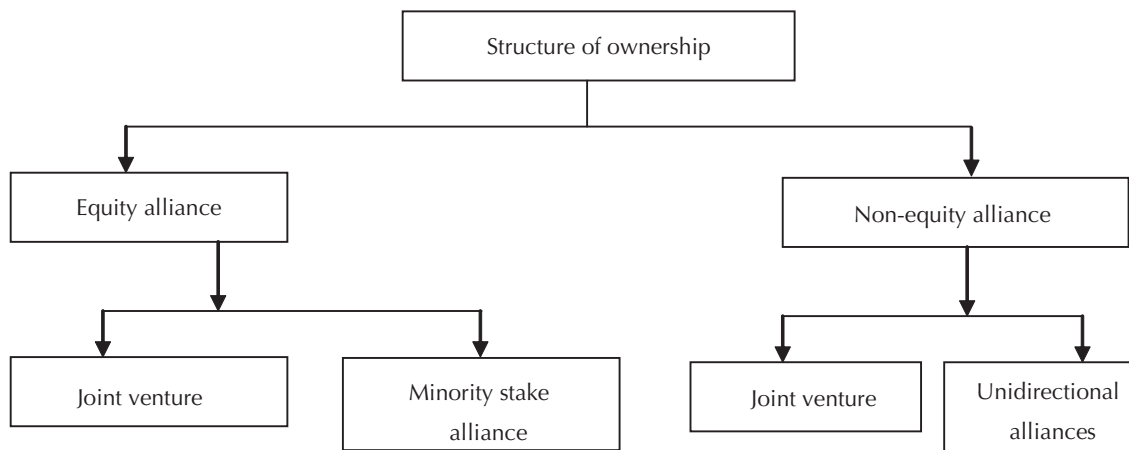 Structure of ownership
Equity alliance
Non-equity alliance
Joint venture
Minority stake
alliance
Joint venture
Unidirectional
alliances